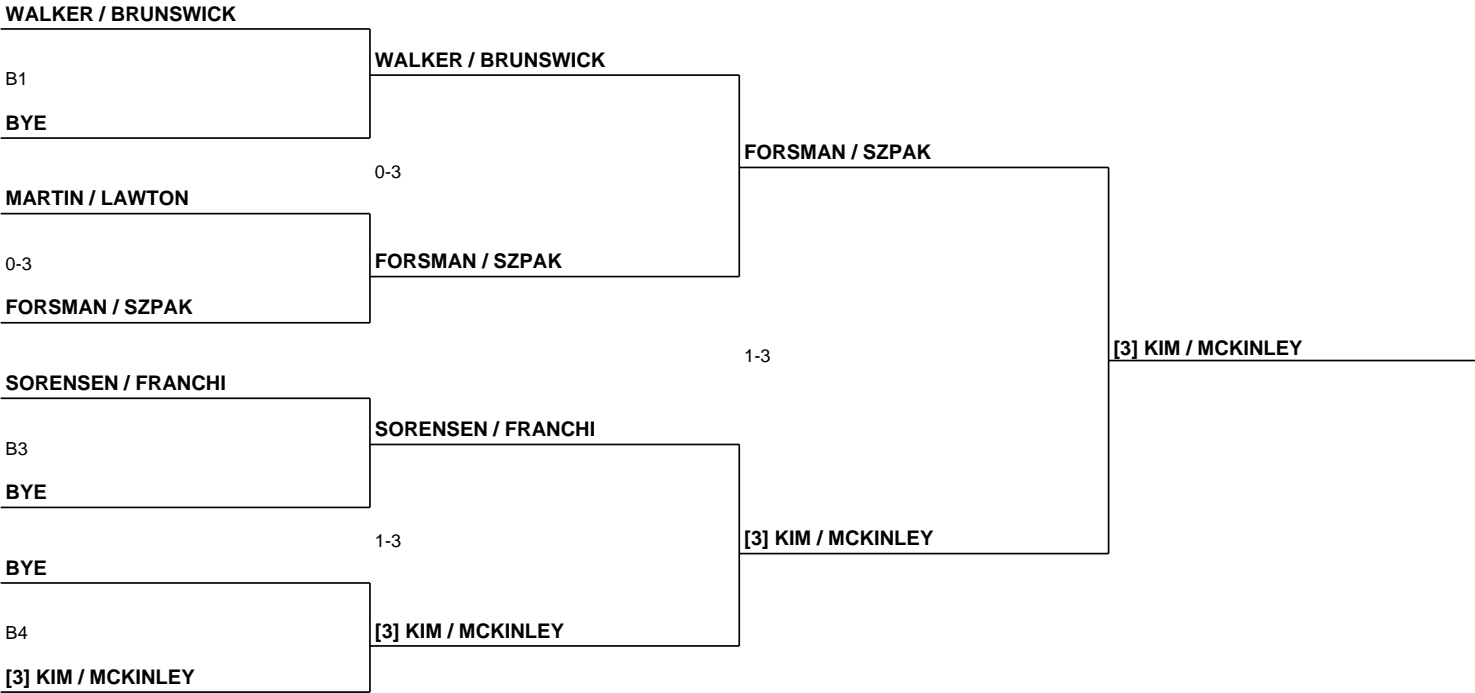 WALKER / BRUNSWICK
B1
BYE
MARTIN / LAWTON
0-3
FORSMAN / SZPAK
SORENSEN / FRANCHI
B3
BYE
BYE
B4
[3] KIM / MCKINLEY
WALKER / BRUNSWICK
0-3
FORSMAN / SZPAK
SORENSEN / FRANCHI
1-3
[3] KIM / MCKINLEY
FORSMAN / SZPAK
1-3
[3] KIM / MCKINLEY
[3] KIM / MCKINLEY